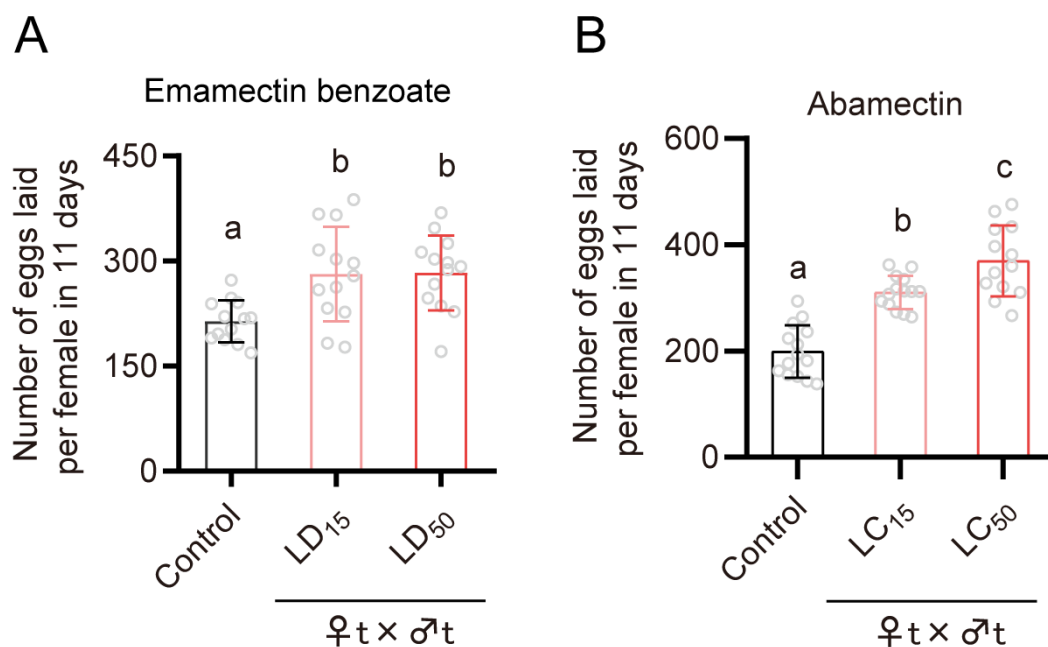 A
Emamectin benzoate
Number of eggs laid
per female in 11 days
450
300
150
0
a
b
b
Control
LD₁₅
LD₅₀
♀t × ♂t
B
Abamectin
Number of eggs laid
per female in 11 days
600
400
200
0
a
b
c
Control
LC₁₅
LC₅₀
♀t × ♂t